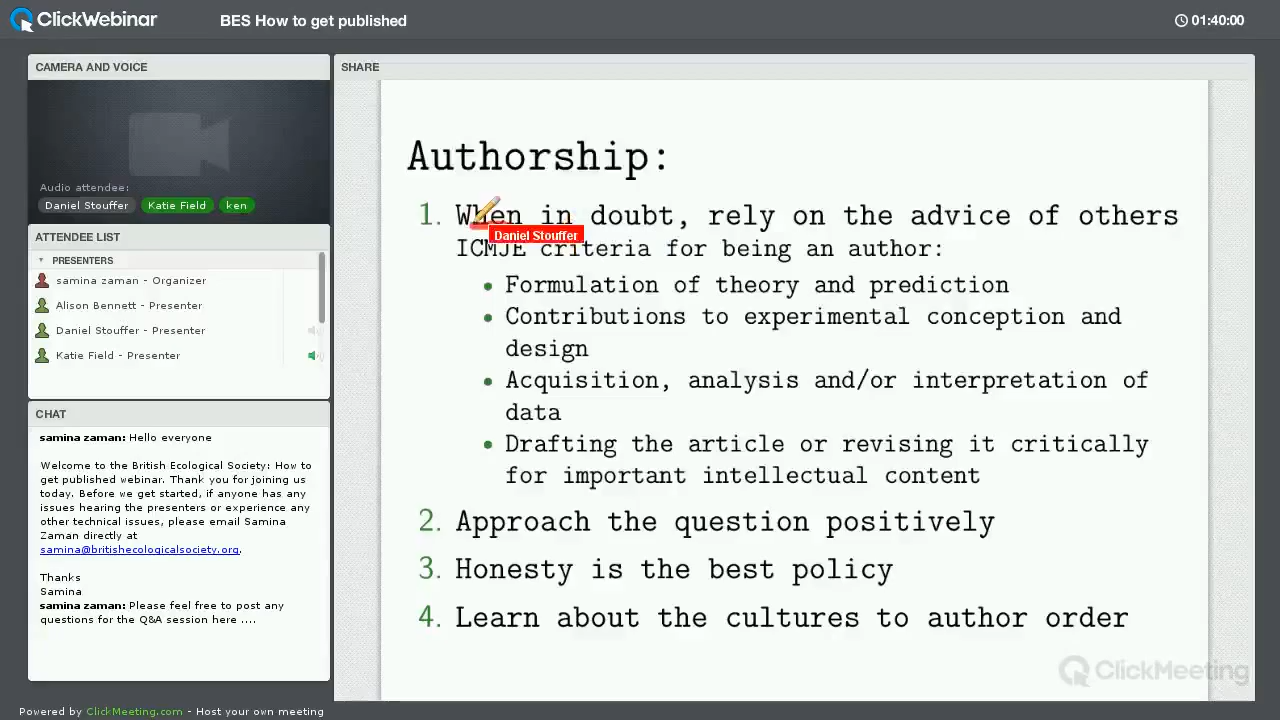 ClickWebinar
BES How to get published
01:40:00
CAMERA AND VOICE
Audio attendee:
Daniel Stouffer Katie Field ken
ATTENDEE LIST
PRESENTERS
samina zaman - Organizer
Alison Bennett - Presenter
Daniel Stouffer - Presenter
Katie Field - Presenter
CHAT
samina zaman: Hello everyone
Welcome to the British Ecological Society: How to
get published webinar. Thank you for joining us
today. Before we get started, if anyone has any
issues hearing the presenters or experience any
other technical issues, please email Samina
Zaman directly at
samina@britishecologicalsociety.org.
Thanks
Samina
samina zaman: Please feel free to post any
questions for the Q&A session here ....
SHARE
Authorship:
1. When in doubt, rely on the advice of others
Daniel Stouffer
ICMJE criteria for being an author:
• Formulation of theory and prediction
• Contributions to experimental conception and
design
• Acquisition, analysis and/or interpretation of
data
• Drafting the article or revising it critically
for important intellectual content
2. Approach the question positively
3. Honesty is the best policy
4. Learn about the cultures to author order
ClickMeeting
Powered by ClickMeeting.com - Host your own meeting